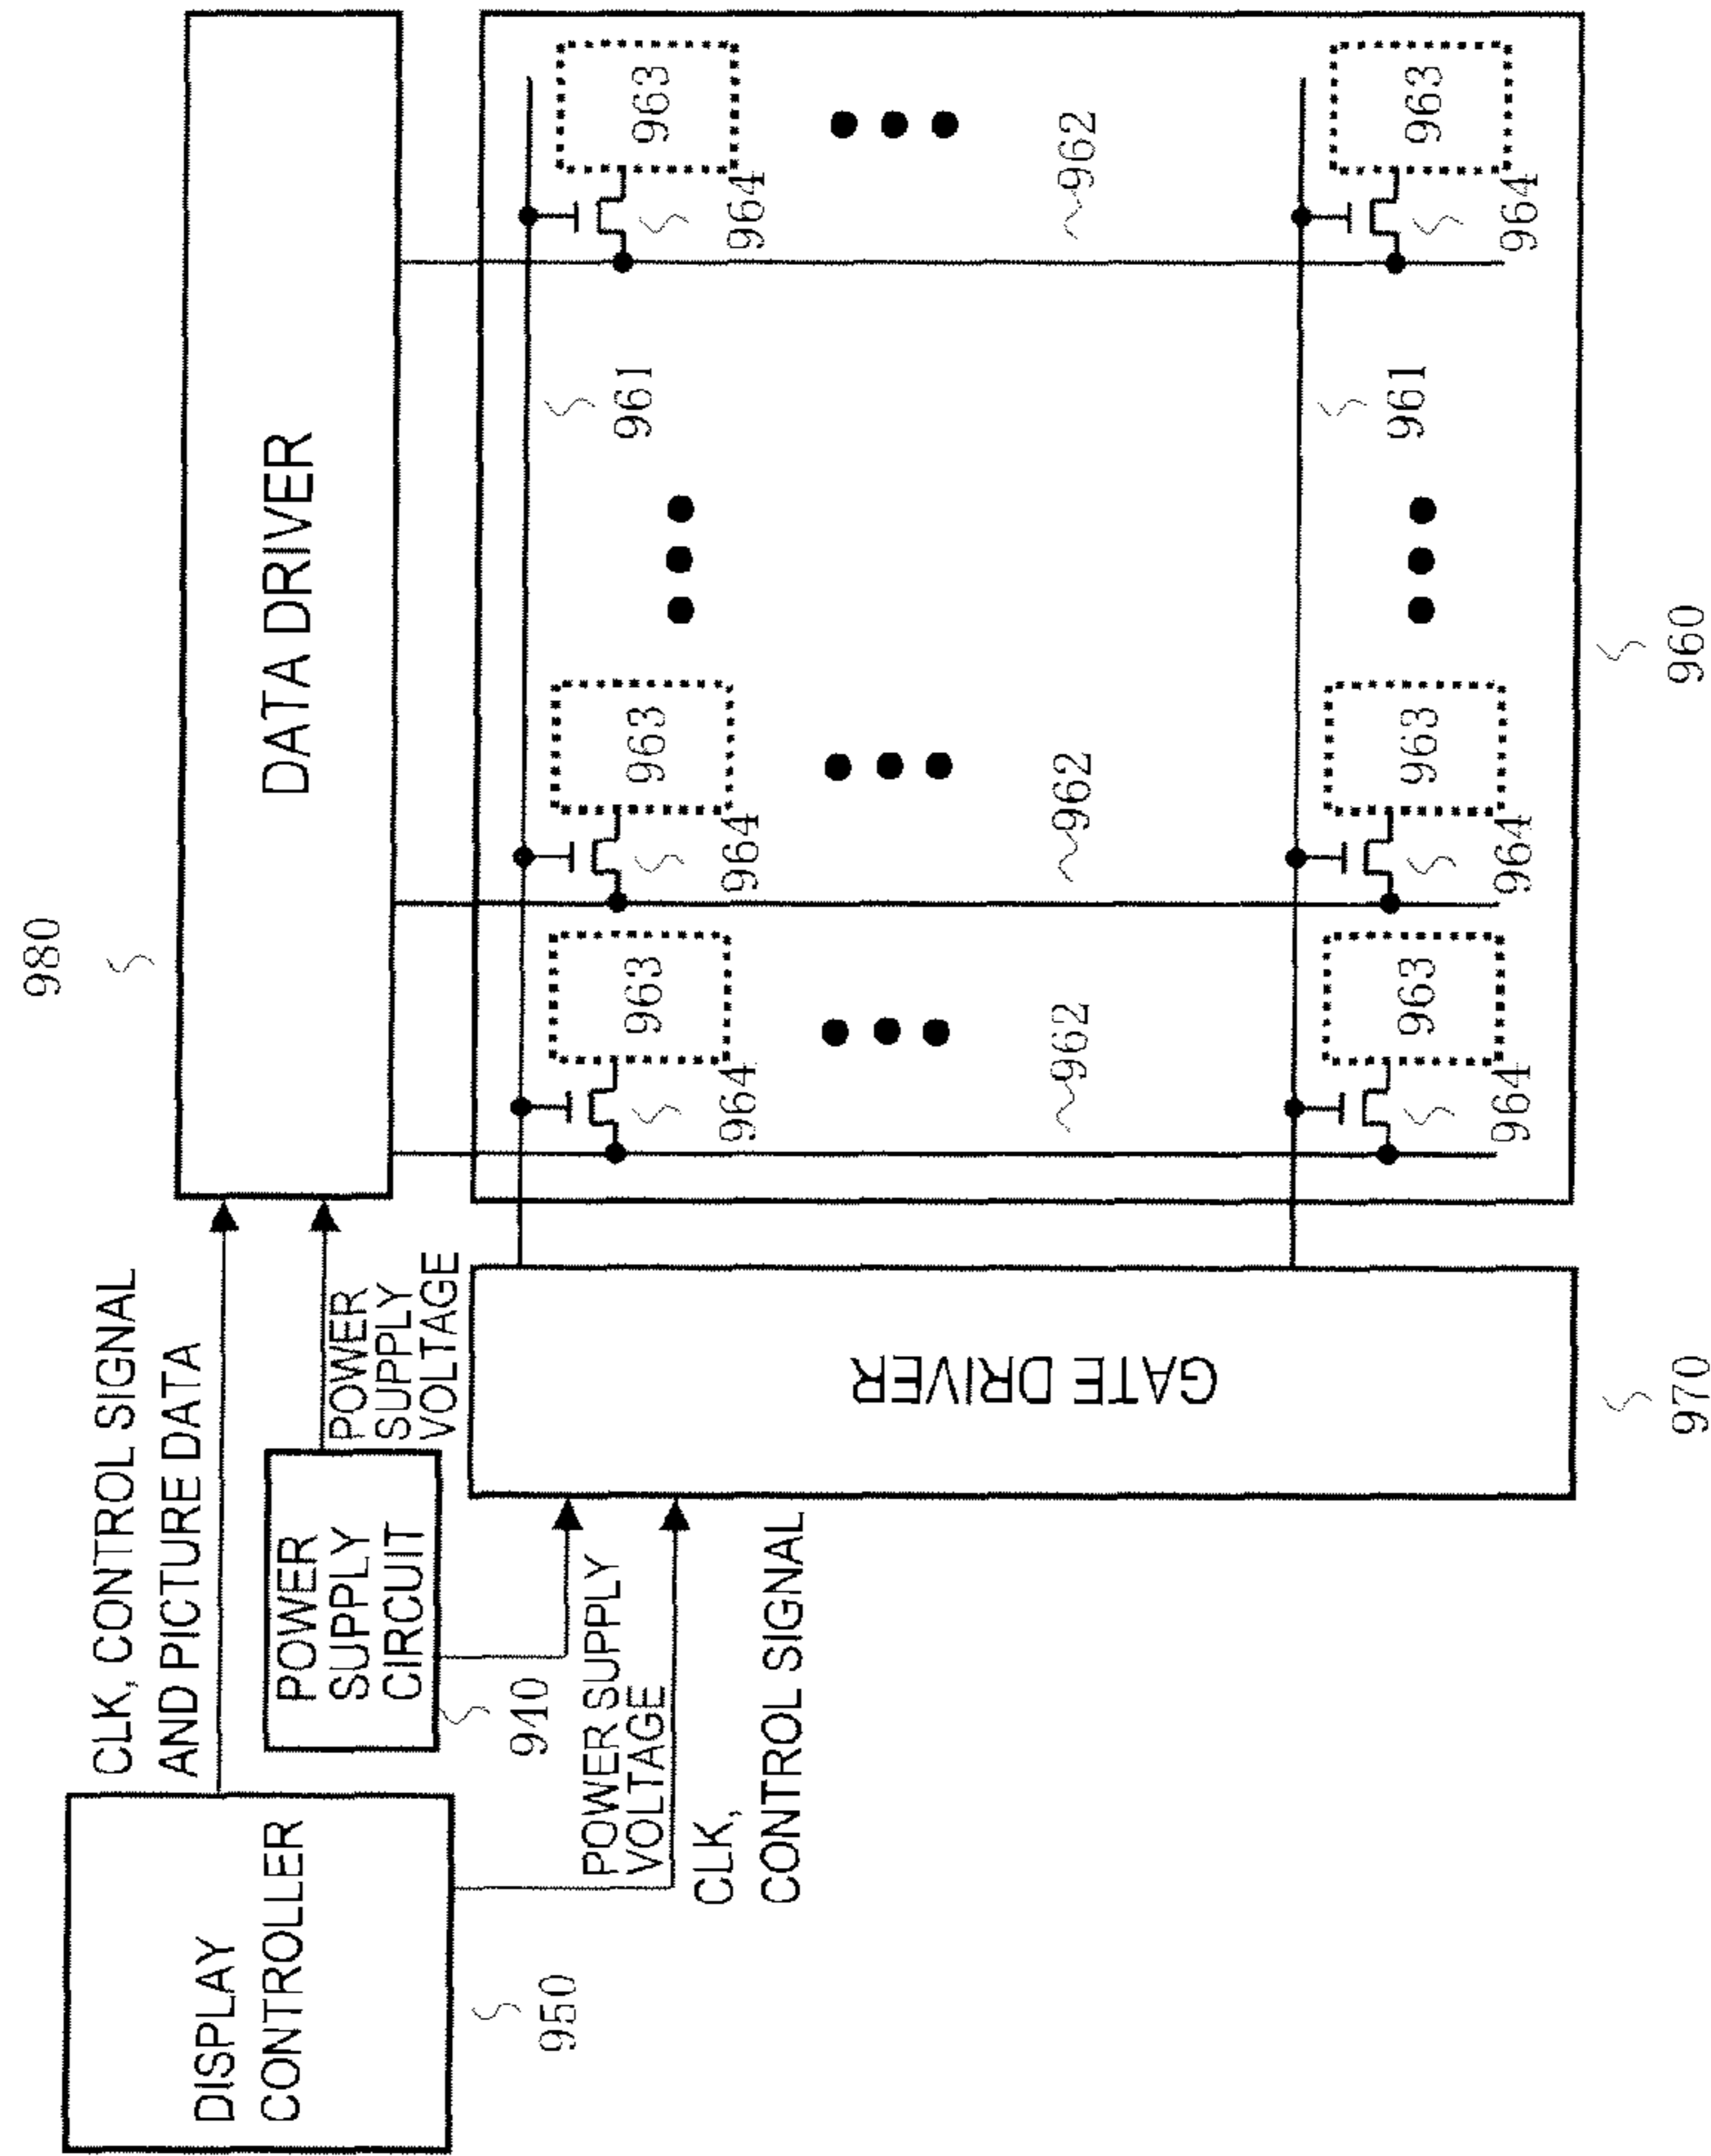 980
CLK, CONTROL SIGNAL
AND PICTURE DATA
DISPLAY
CONTROLLER
950
DATA DRIVER
POWER
SUPPLY
CIRCUIT
940
POWER
SUPPLY
VOLTAGE
POWER SUPPLY
VOLTAGE
CLK,
CONTROL SIGNAL
GATE DRIVER
970
961
963 963 963
964 964 964
962 962 962
961
963 963 963
964 964 964
960